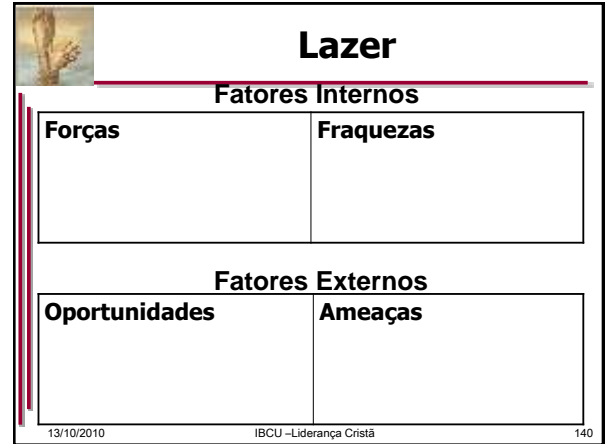 Lazer
Fatores Internos
Forças Fraquezas
Fatores Externos
Oportunidades Ameaças
13/10/2010 IBCU –Liderança Cristã 140